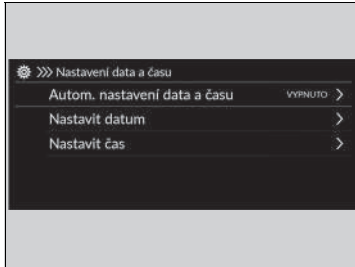 Nastavení data a času
Autom. nastavení data a času VYPNUTO
Nastavit datum
Nastavit čas